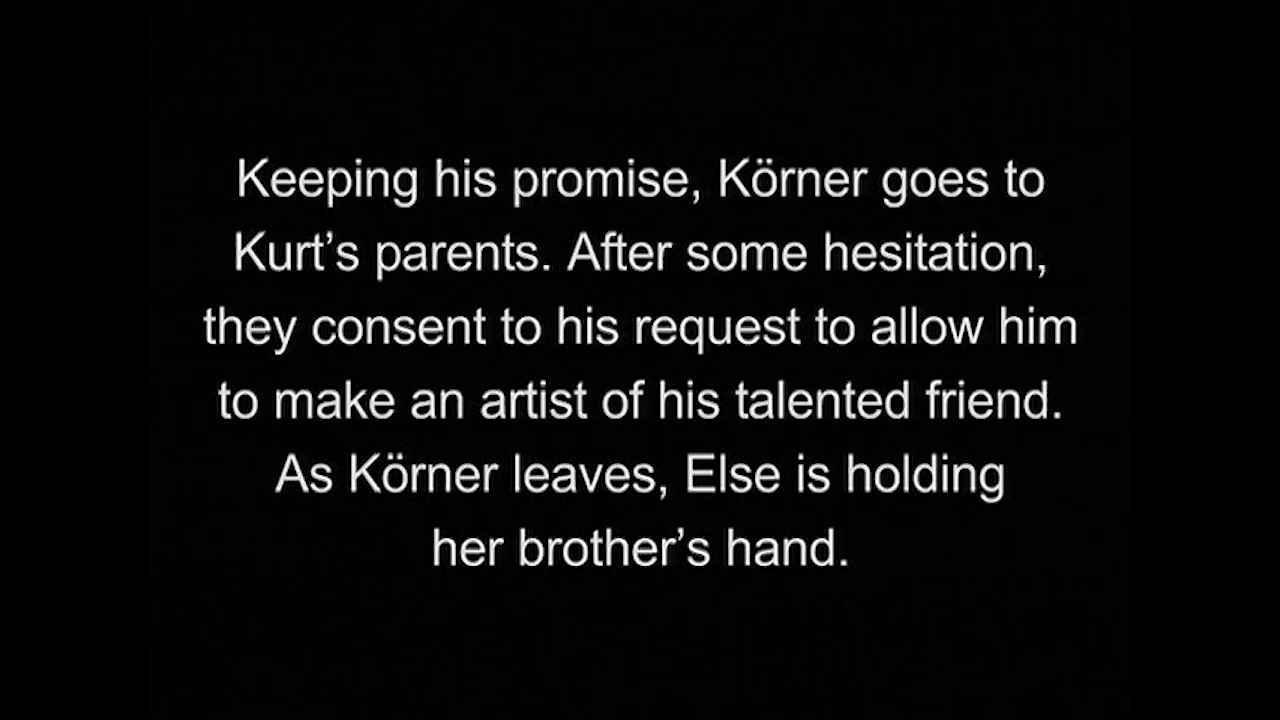 Keeping his promise, Körner goes to
Kurt’s parents. After some hesitation,
they consent to his request to allow him
to make an artist of his talented friend.
As Körner leaves, Else is holding
her brother’s hand.